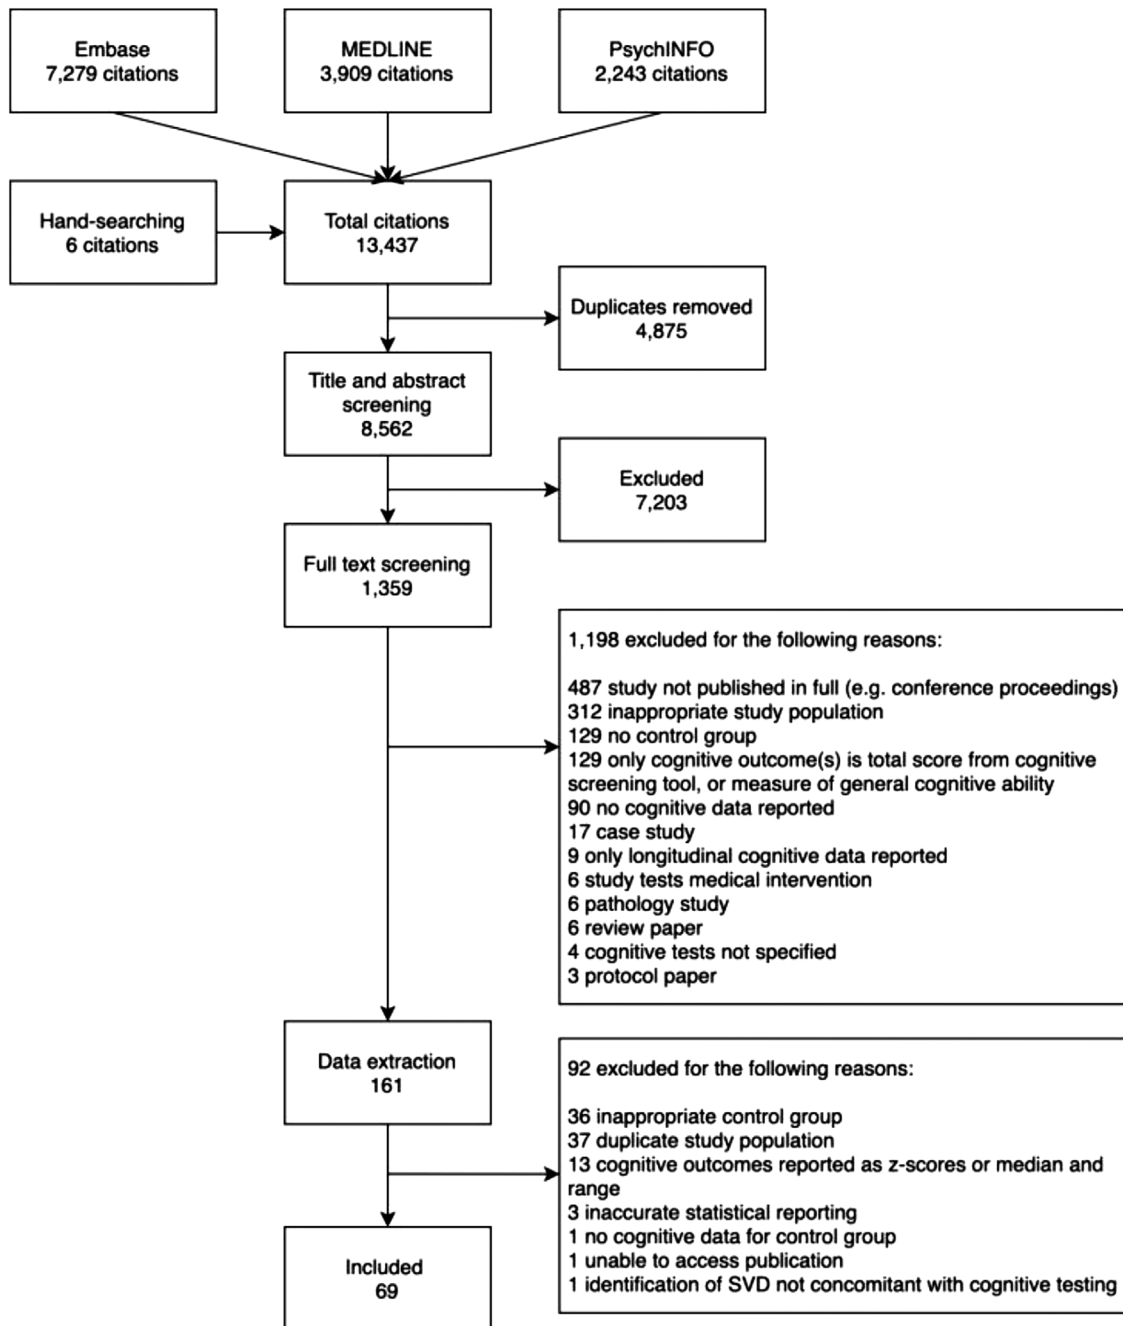 Embase
7,279 citations
MEDLINE
3,909 citations
PsychINFO
2,243 citations
Hand-searching
6 citations
Total citations
13,437
Duplicates removed
4,875
Title and abstract
screening
8,562
Excluded
7,203
Full text screening
1,359
1,198 excluded for the following reasons:
487 study not published in full (e.g. conference proceedings)
312 inappropriate study population
129 no control group
129 only cognitive outcome(s) is total score from cognitive
screening tool, or measure of general cognitive ability
90 no cognitive data reported
17 case study
9 only longitudinal cognitive data reported
6 study tests medical intervention
6 pathology study
6 review paper
4 cognitive tests not specified
3 protocol paper
Data extraction
161
92 excluded for the following reasons:
36 inappropriate control group
37 duplicate study population
13 cognitive outcomes reported as z-scores or median and
range
3 inaccurate statistical reporting
1 no cognitive data for control group
1 unable to access publication
1 identification of SVD not concomitant with cognitive testing
Included
69